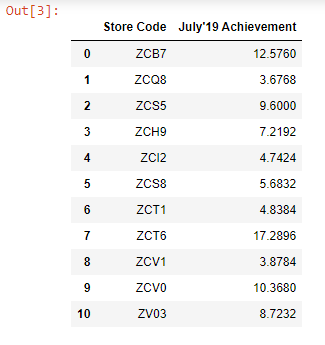 Out[3]:
Store Code July'19 Achievement
0 ZCB7 12.5760
1 ZCQ8 3.6768
2 ZCS5 9.6000
3 ZCH9 7.2192
4 ZCI2 4.7424
5 ZCS8 5.6832
6 ZCT1 4.8384
7 ZCT6 17.2896
8 ZCV1 3.8784
9 ZCV0 10.3680
10 ZV03 8.7232